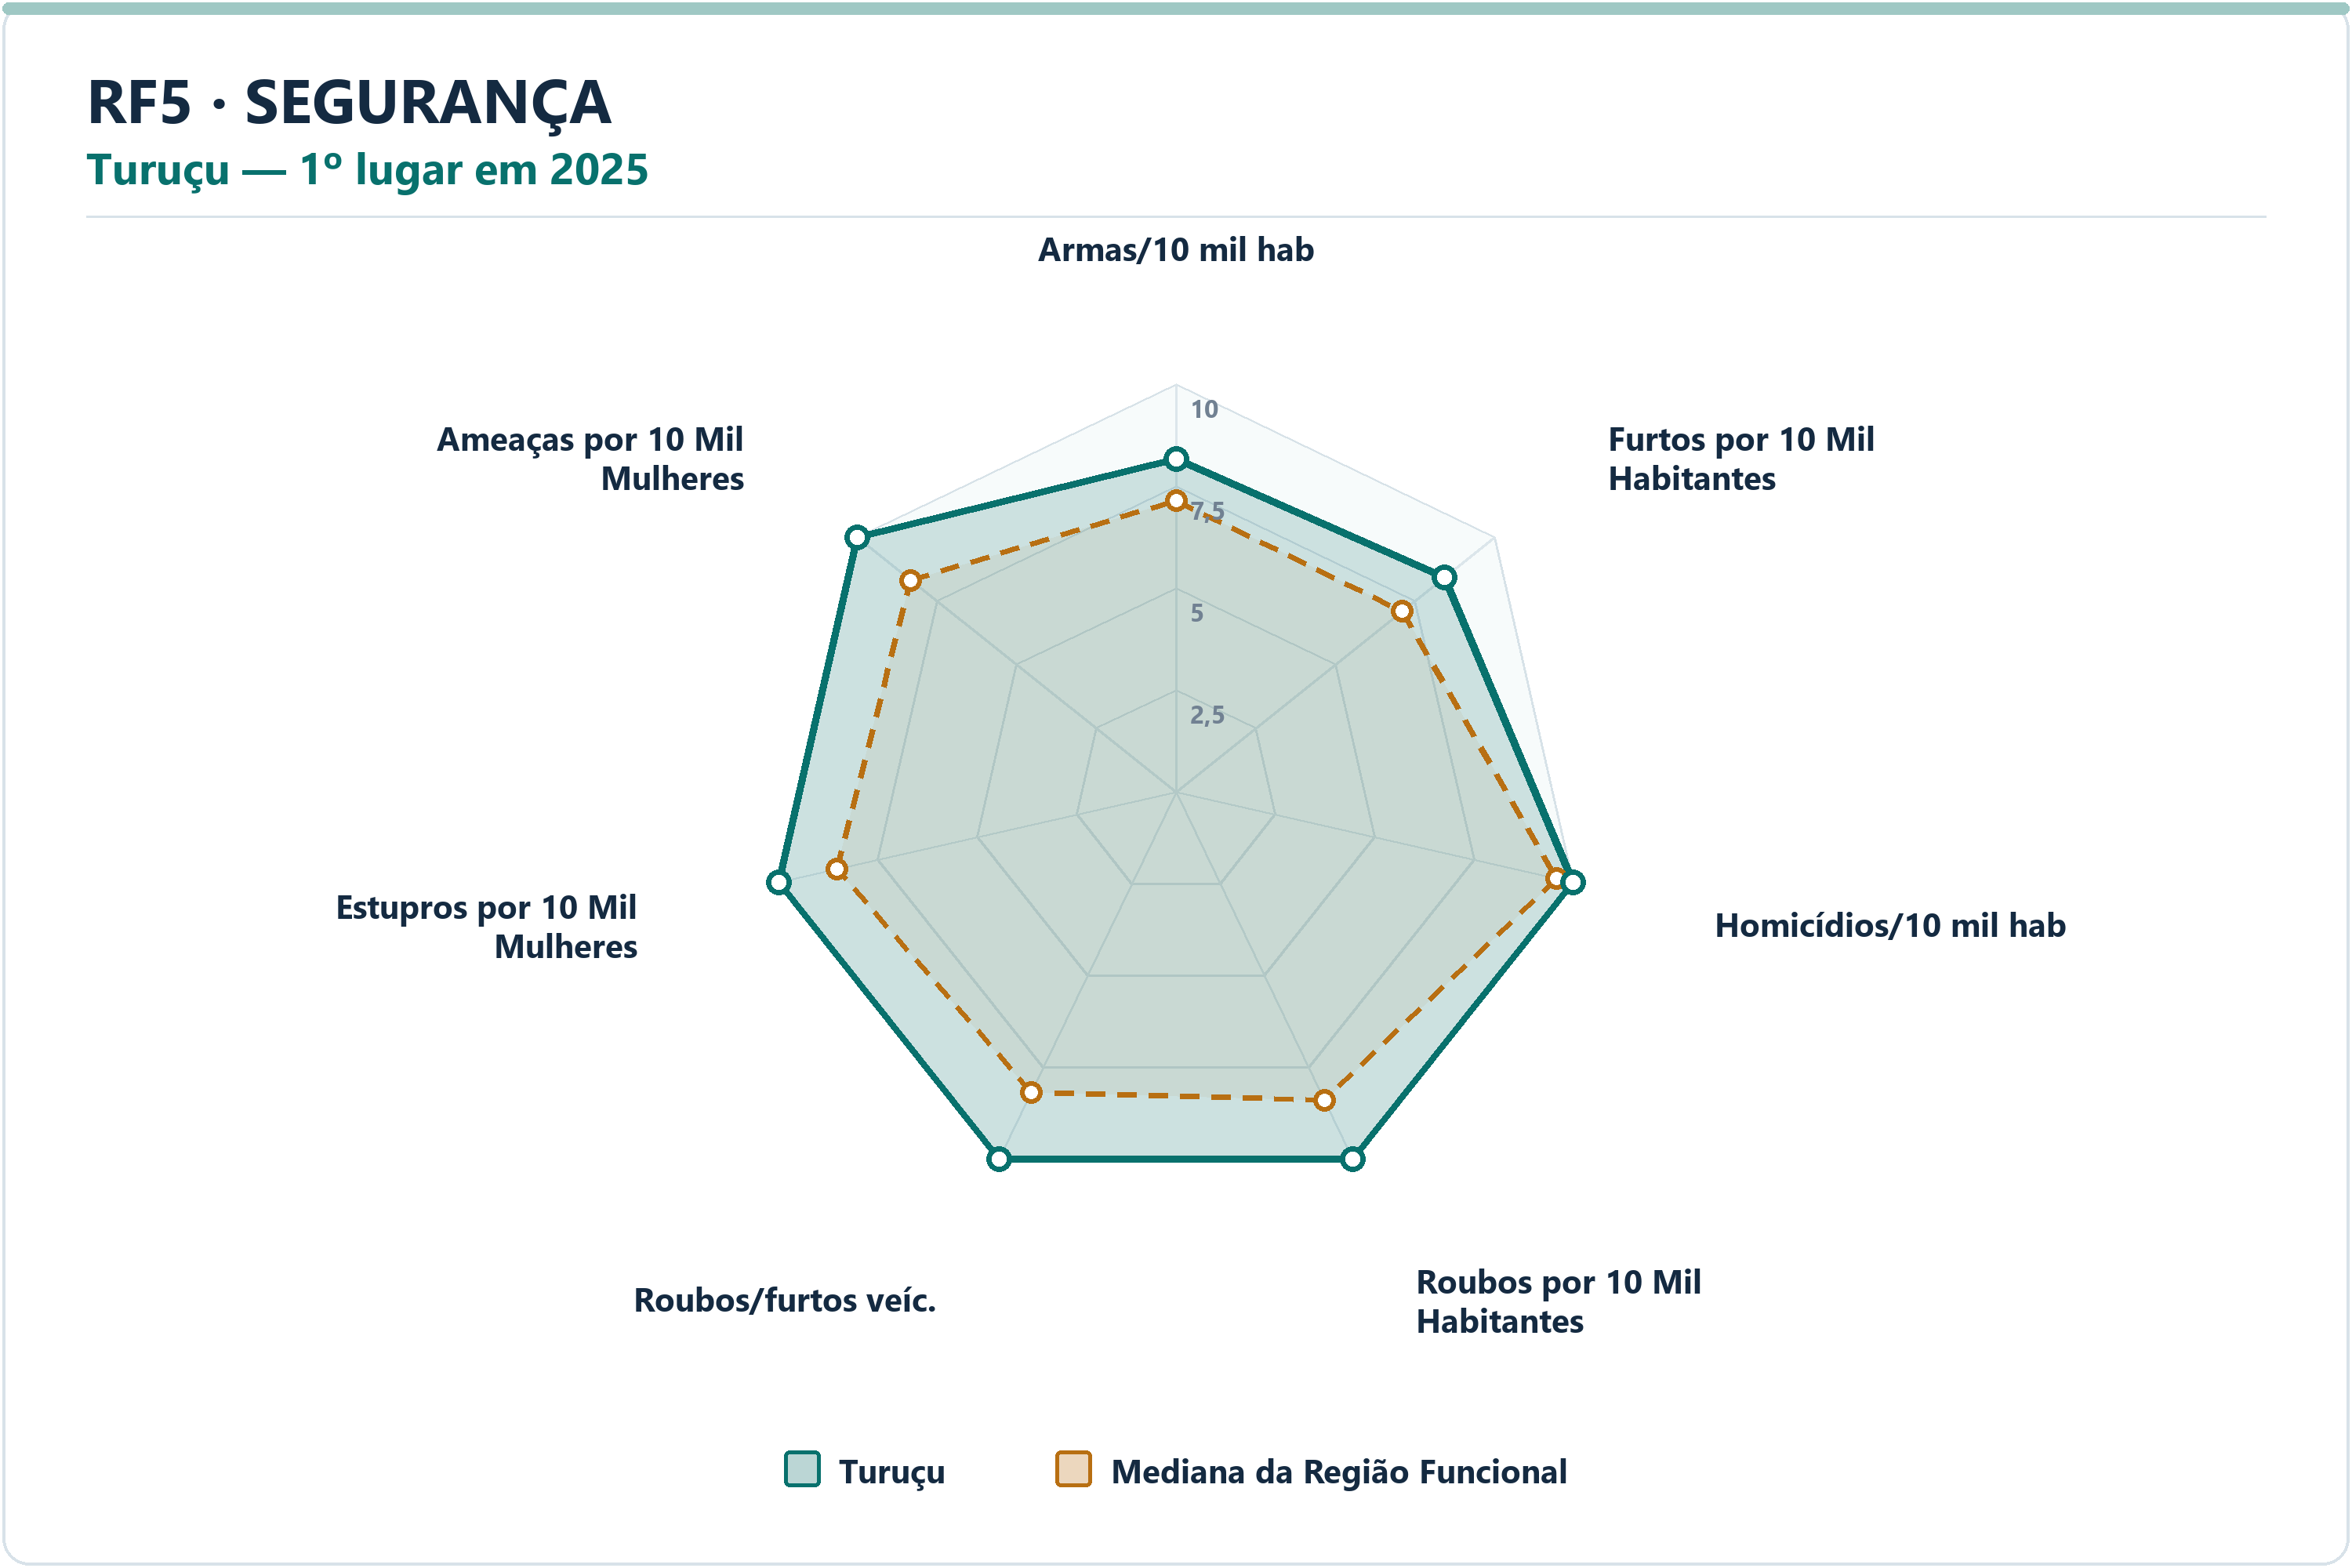 RF5 · SEGURANÇA
Turuçu — 1º lugar em 2025
Armas/10 mil hab
10
7,5
5
2,5
Furtos por 10 Mil
Habitantes
Homicídios/10 mil hab
Roubos por 10 Mil
Habitantes
Roubos/furtos veíc.
Estupros por 10 Mil
Mulheres
Ameaças por 10 Mil
Mulheres
Turuçu
Mediana da Região Funcional